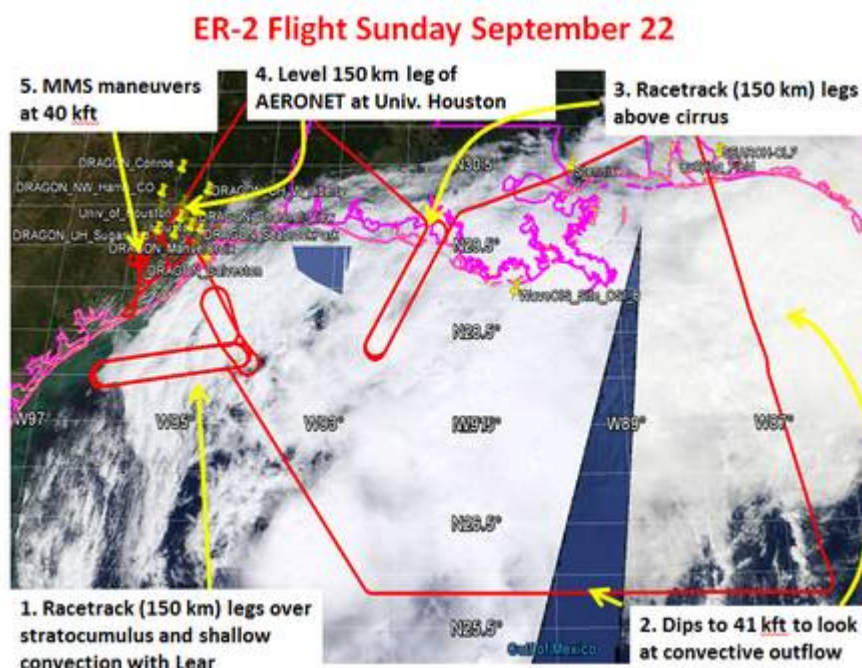 ER-2 Flight Sunday September 22
5. MMS maneuvers
at 40 kft
4. Level 150 km leg of
AERONET at Univ. Houston
3. Racetrack (150 km) legs
above cirrus
DRAGON_Conroe
DRAGON_NW_Harris_CO
Univ_of_Houston
DRAGON_Galveston
WaveCIS_Site_CSI_6
N30.5°
N29.5°
N28.5°
W97
W95°
W93°
W89°
W87°
N26.5°
N25.5°
Gulf of Mexico
1. Racetrack (150 km) legs over
stratocumulus and shallow
convection with Lear
2. Dips to 41 kft to look
at convective outflow